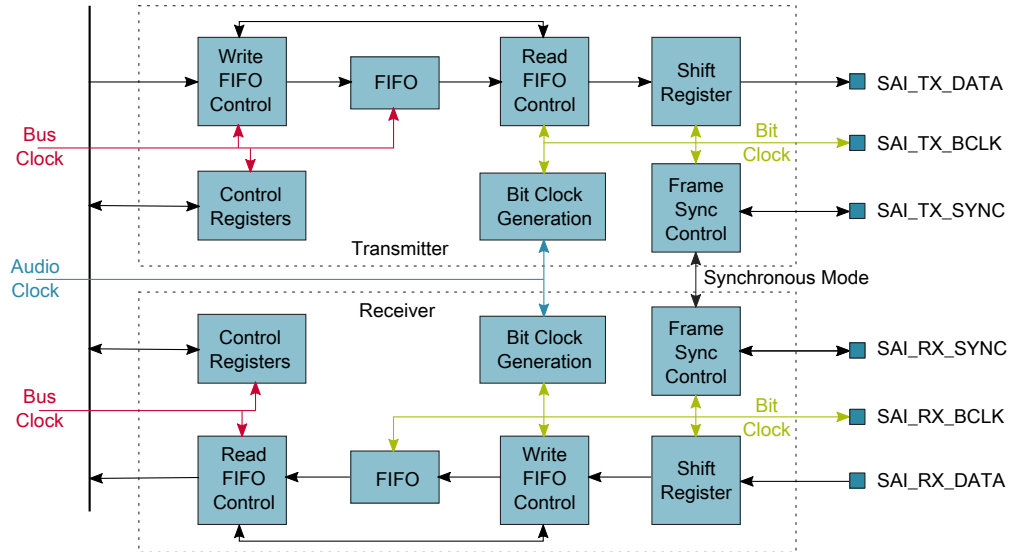 Write
FIFO
Control
FIFO
Read
FIFO
Control
Shift
Register
SAI_TX_DATA
Bus
Clock
Bit
Clock
SAI_TX_BCLK
Control
Registers
Bit Clock
Generation
Frame
Sync
Control
SAI_TX_SYNC
Transmitter
Audio
Clock
Synchronous Mode
Receiver
Control
Registers
Bit Clock
Generation
Frame
Sync
Control
SAI_RX_SYNC
Bus
Clock
Bit
Clock
SAI_RX_BCLK
Read
FIFO
Control
FIFO
Write
FIFO
Control
Shift
Register
SAI_RX_DATA